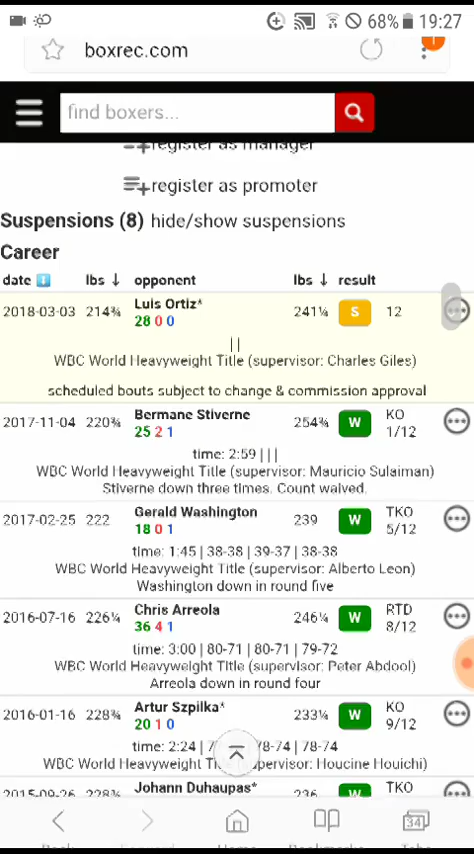 68% 19:27
boxrec.com
1
find boxers...
register as manager
register as promoter
Suspensions (8) hide/show suspensions
Career
date lbs ↓ opponent lbs ↓ result
2018-03-03 214¾ Luis Ortiz* 241¼ S 12
28 0 0
| |
WBC World Heavyweight Title (supervisor: Charles Giles)
scheduled bouts subject to change & commission approval
2017-11-04 220¾ Bermane Stiverne 254¾ W KO
25 2 1 1/12
time: 2:59 | | |
WBC World Heavyweight Title (supervisor: Mauricio Sulaiman)
Stiverne down three times. Count waived.
2017-02-25 222 Gerald Washington 239 W TKO
18 0 1 5/12
time: 1:45 | 38-38 | 39-37 | 38-38
WBC World Heavyweight Title (supervisor: Alberto Leon)
Washington down in round five
2016-07-16 226¼ Chris Arreola 246¼ W RTD
36 4 1 8/12
time: 3:00 | 80-71 | 80-71 | 79-72
WBC World Heavyweight Title (supervisor: Peter Abdool)
Arreola down in round four
2016-01-16 228¾ Artur Szpilka* 233¼ W KO
20 1 0 9/12
time: 2:24 | 78-74 | 78-74
WBC World Heavyweight Title (supervisor: Houcine Houichi)
2015-09-26 228¾ Johann Duhaupas* 236 W TKO
34
Back Home Bookmarks Tabs